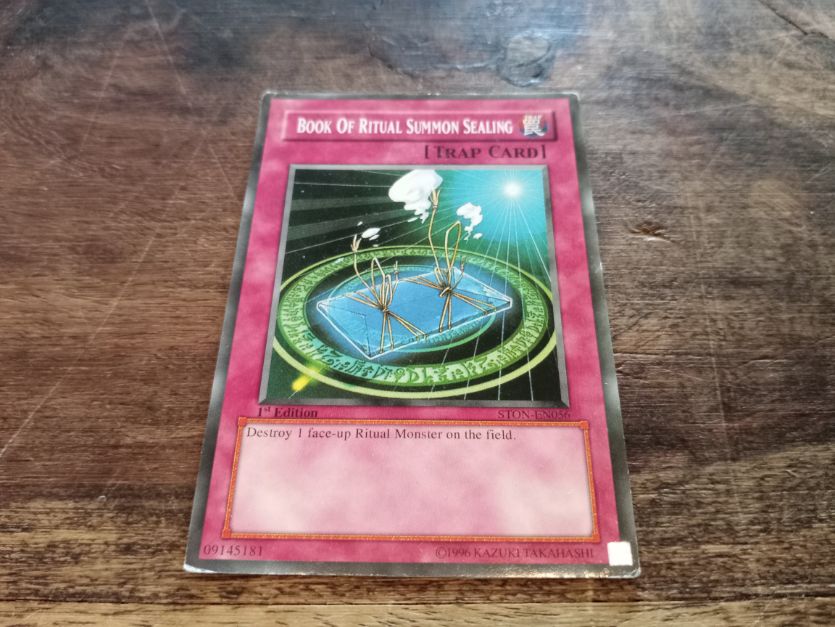 BOOK OF RITUAL SUMMON SEALING 罠
[TRAP CARD]
1st Edition STON-EN056
Destroy 1 face-up Ritual Monster on the field.
09145181 ©1996 KAZUKI TAKAHASHI